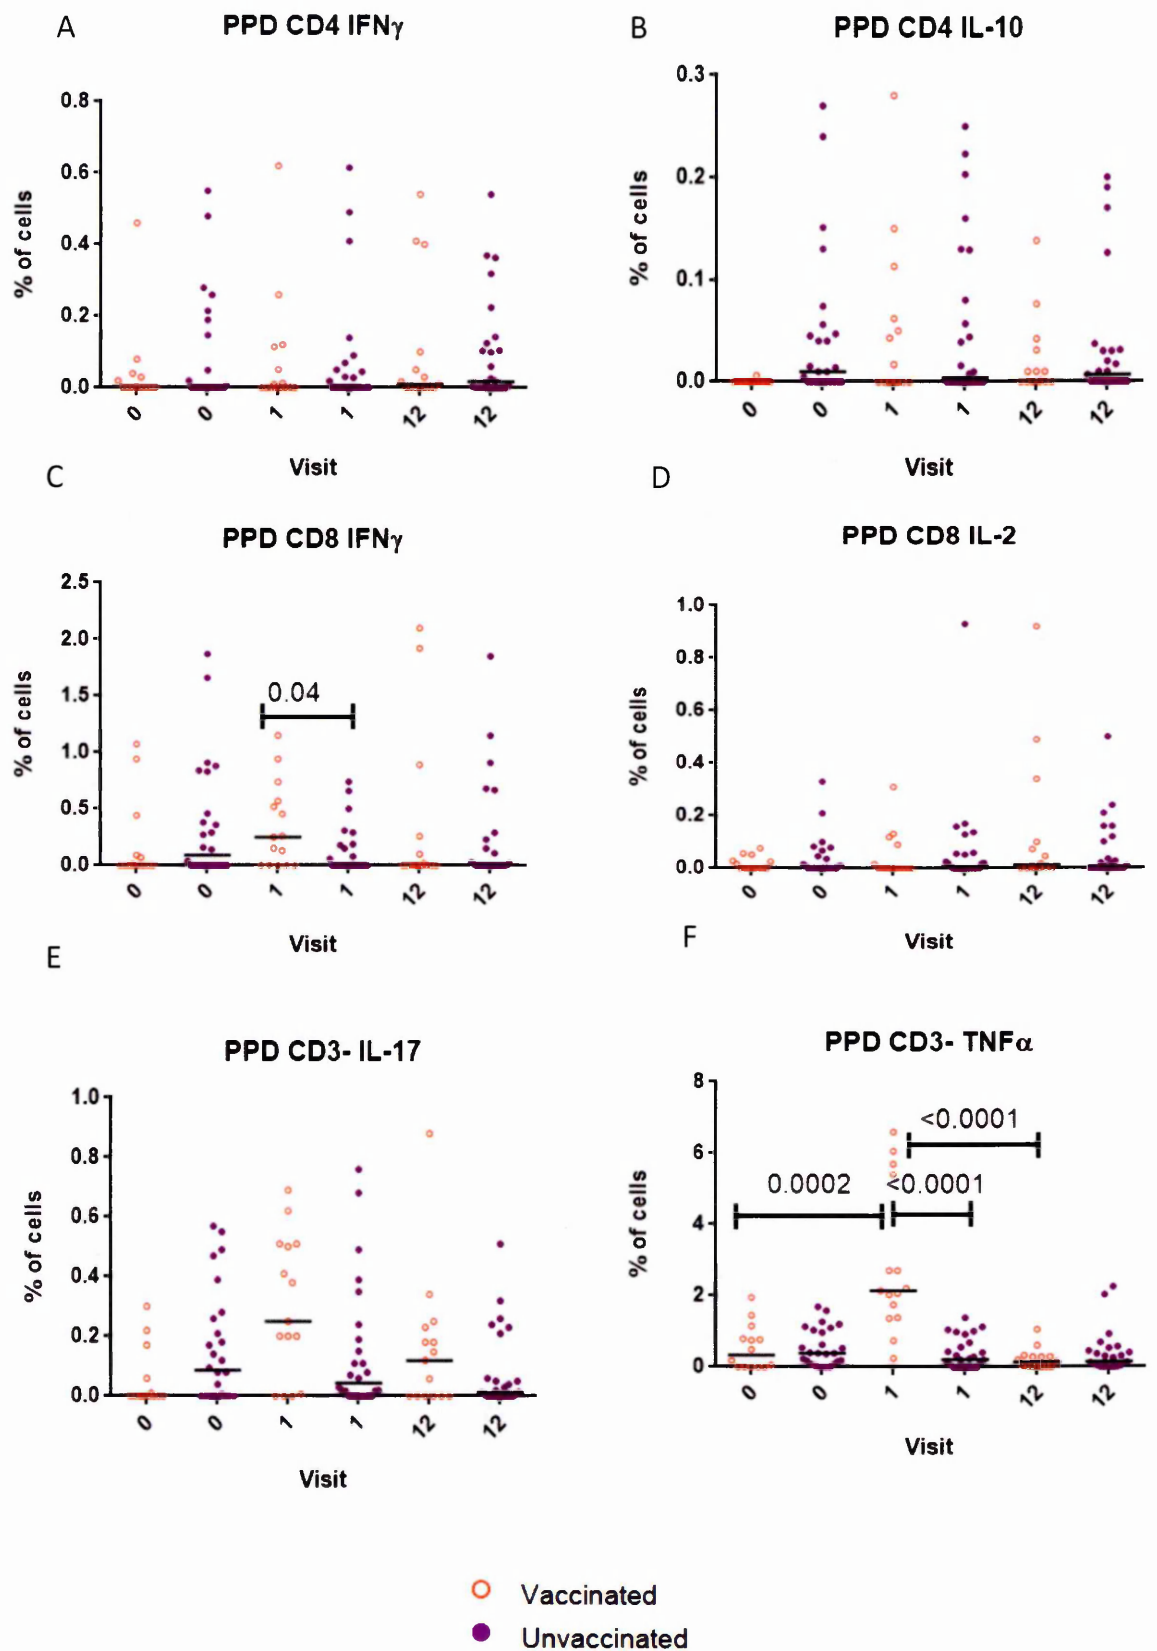 A
PPD CD4 IFNγ
% of cells
0.8
0.6
0.4
0.2
0.0
0 0 1 1 12 12
Visit
B
PPD CD4 IL-10
% of cells
0.3
0.2
0.1
0.0
0 0 1 1 12 12
Visit
C
PPD CD8 IFNγ
% of cells
2.5
2.0
1.5
1.0
0.5
0.0
0.04
0 0 1 1 12 12
Visit
D
PPD CD8 IL-2
% of cells
1.0
0.8
0.6
0.4
0.2
0.0
0 0 1 1 12 12
Visit
E
PPD CD3- IL-17
% of cells
1.0
0.8
0.6
0.4
0.2
0.0
0 0 1 1 12 12
Visit
F
PPD CD3- TNFα
% of cells
8
6
4
2
0
<0.0001
0.0002
<0.0001
0 0 1 1 12 12
Visit
Vaccinated
Unvaccinated